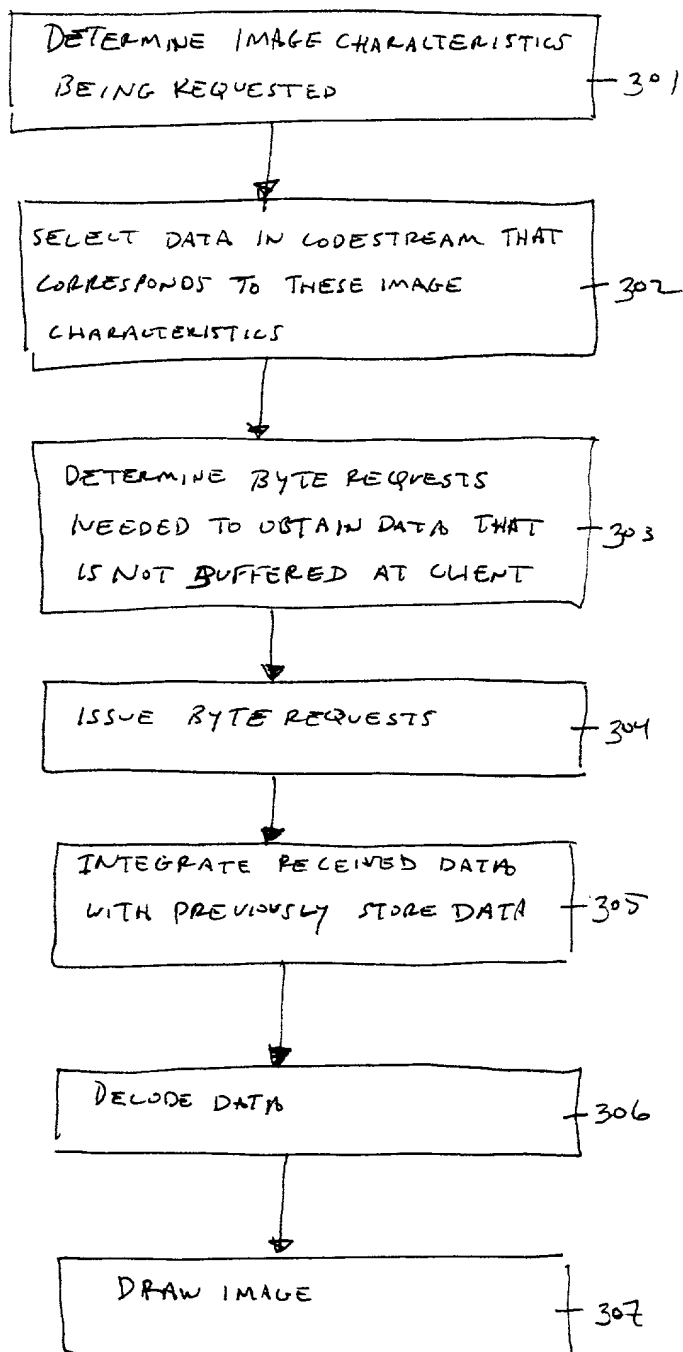 DETERMINE IMAGE CHARACTERISTICS
BEING REQUESTED
301
SELECT DATA IN CODESTREAM THAT
CORRESPONDS TO THESE IMAGE
CHARACTERISTICS
302
DETERMINE BYTE REQUESTS
NEEDED TO OBTAIN DATA THAT
IS NOT BUFFERED AT CLIENT
303
ISSUE BYTE REQUESTS
304
INTEGRATE RECEIVED DATA
WITH PREVIOUSLY STORE DATA
305
DECODE DATA
306
DRAW IMAGE
307